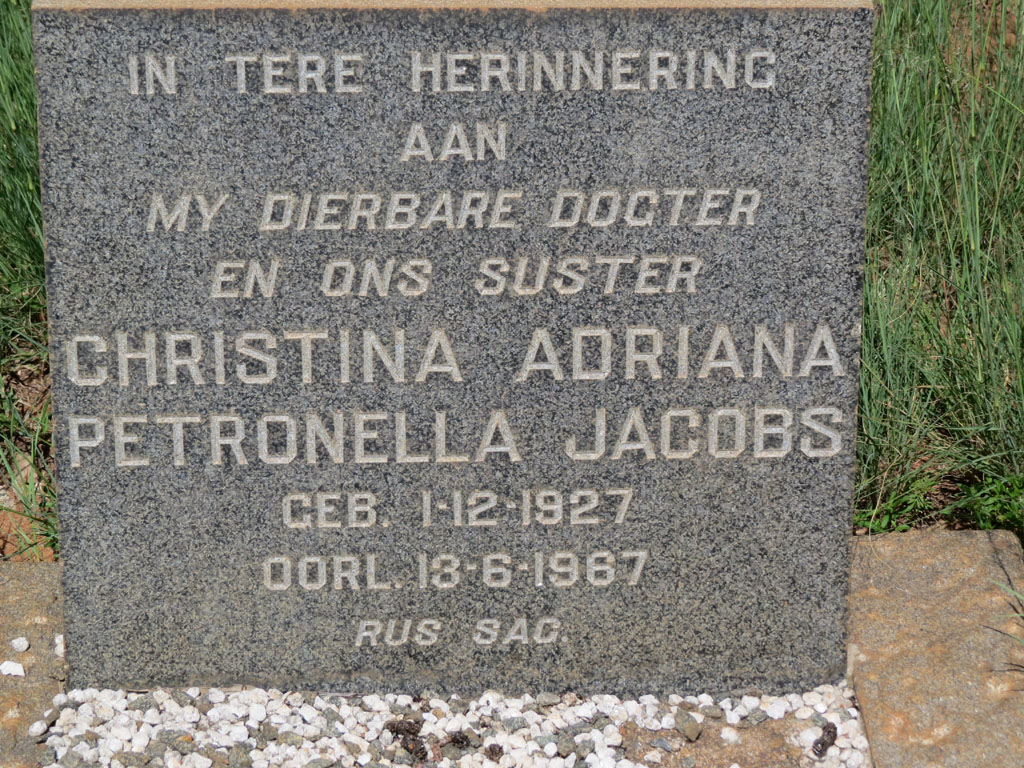 IN TERE HERINNERING
AAN
MY DIERBARE DOGTER
EN ONS SUSTER
CHRISTINA ADRIANA
PETRONELLA JACOBS
GEB. 1-12-1927
OORL. 13-6-1967
RUS SAG.